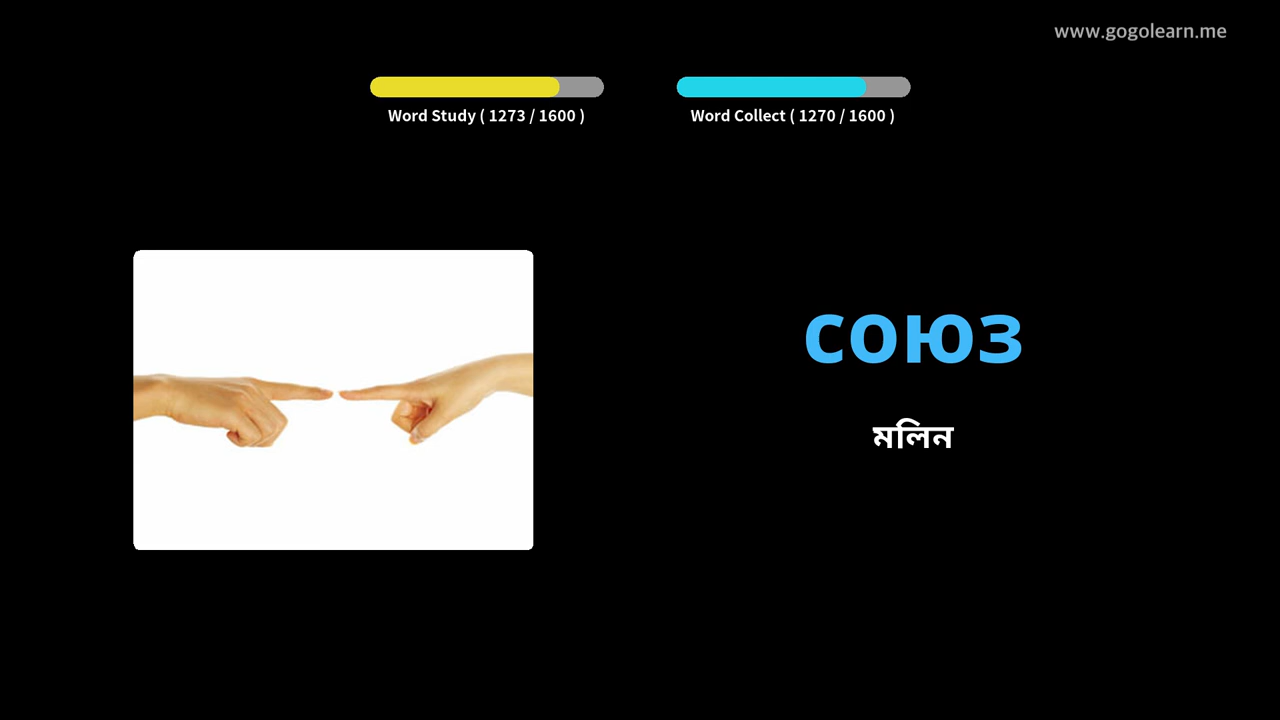 www.gogolearn.me
Word Study ( 1273 / 1600 )
Word Collect ( 1270 / 1600 )
союз
মলিন